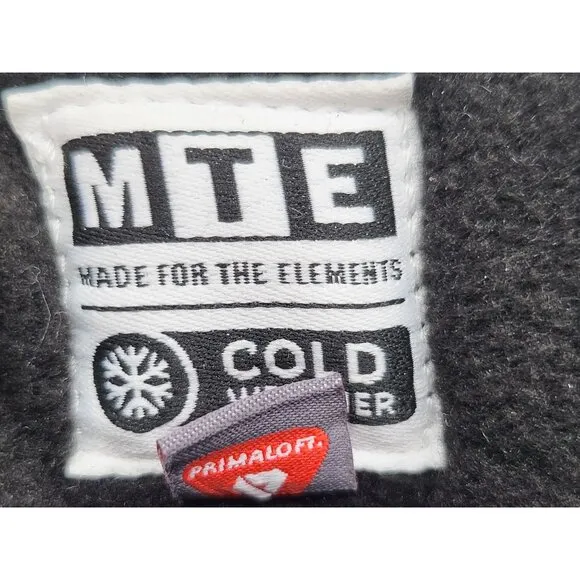 MTE
MADE FOR THE ELEMENTS
COLD
PRIMALOFT.